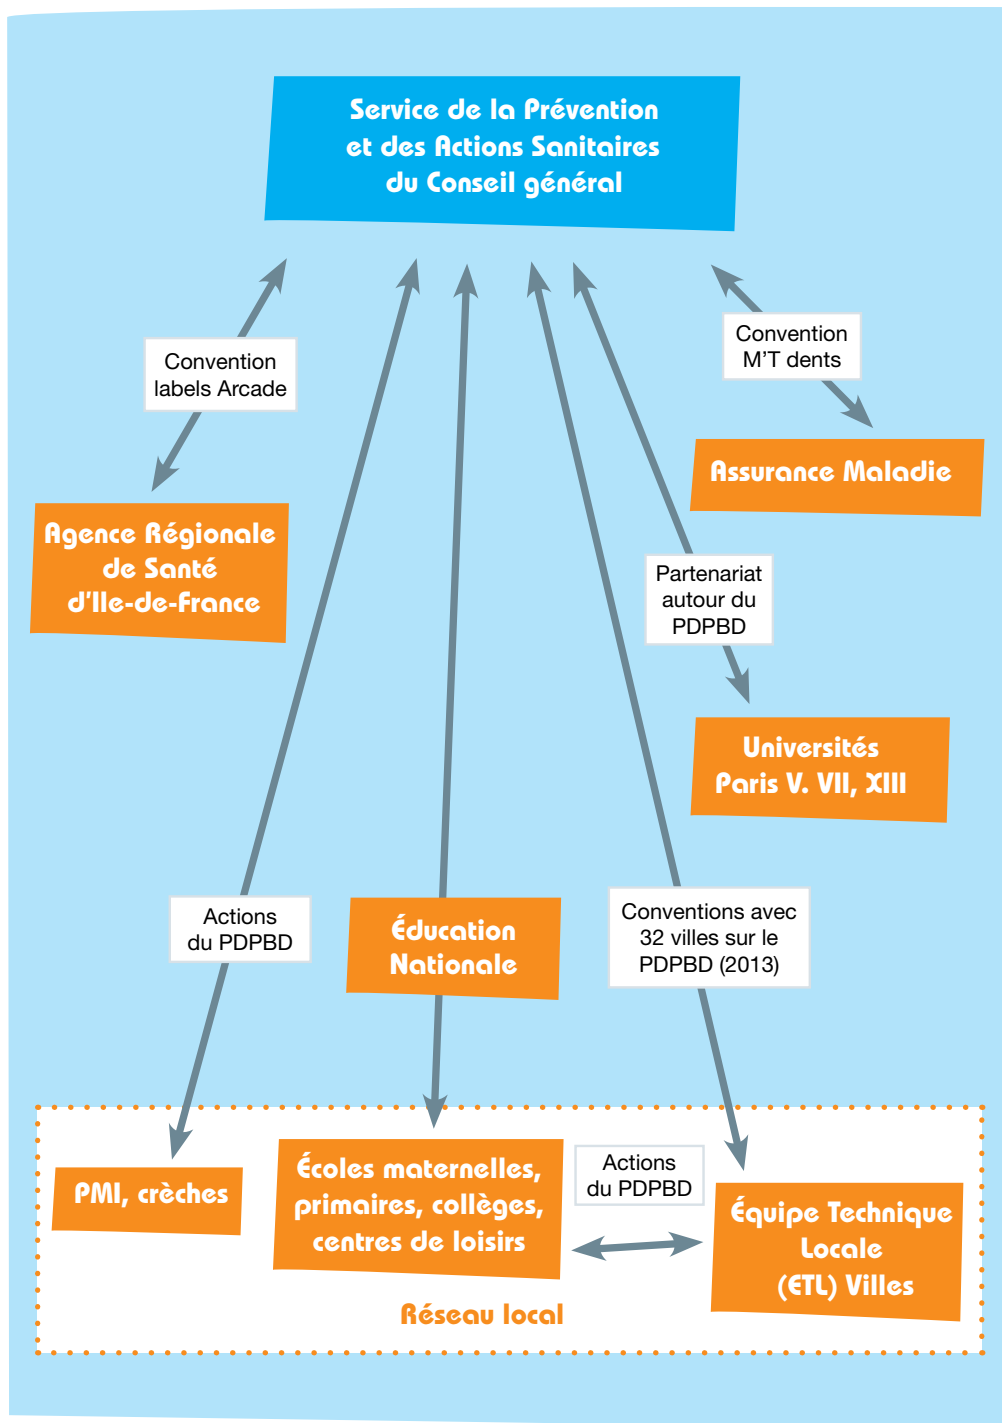 Service de la Prévention
et des Actions Sanitaires
du Conseil général
Convention
labels Arcade
Convention
M'T dents
Assurance Maladie
Agence Régionale
de Santé
d'Ile-de-France
Partenariat
autour du
PDPBD
Universités
Paris V. VII, XIII
Actions
du PDPBD
Éducation
Nationale
Conventions avec
32 villes sur le
PDPBD (2013)
PMI, crèches
Écoles maternelles,
primaires, collèges,
centres de loisirs
Actions
du PDPBD
Équipe Technique
Locale
(ETL) Villes
Réseau local